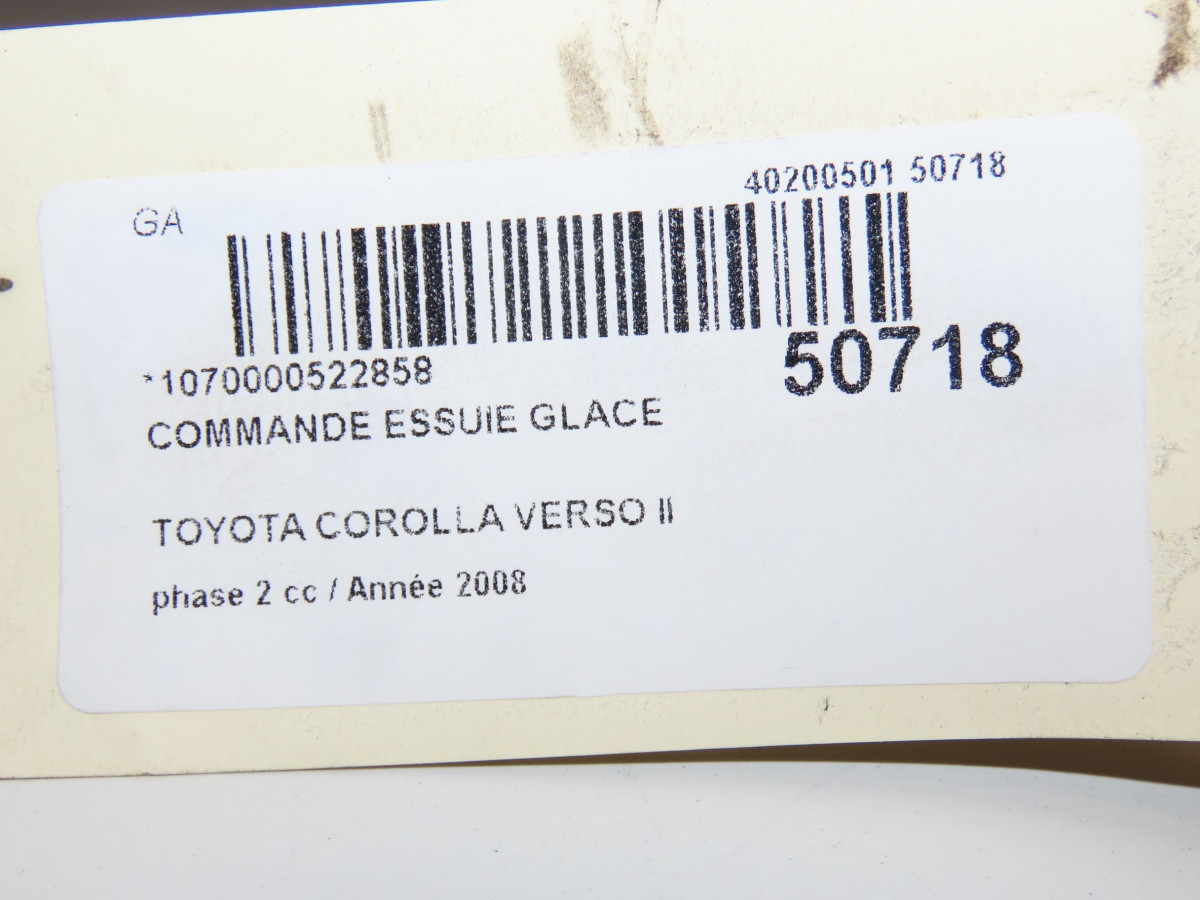 GA
40200501 50718
*1070000522858
50718
COMMANDE ESSUIE GLACE
TOYOTA COROLLA VERSO II
phase 2 cc / Année 2008